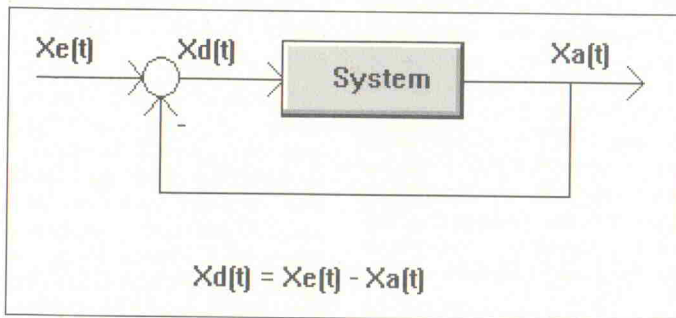 Xe(t) Xd(t) System Xa(t)
-
Xd(t) = Xe(t) - Xa(t)